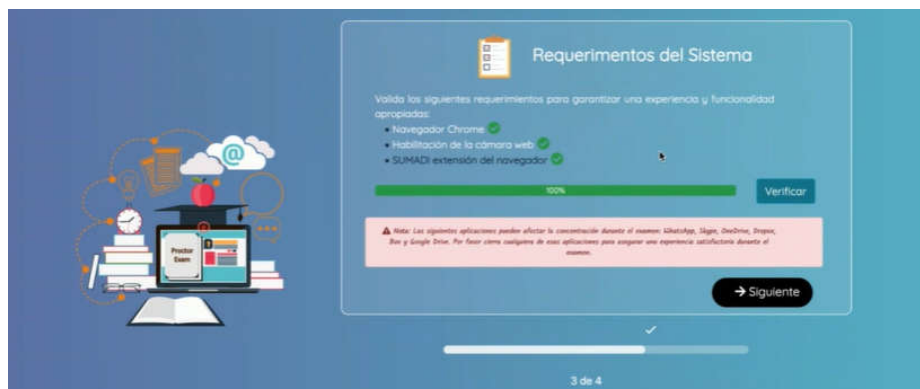 Requerimentos del Sistema
Valida los siguientes requerimientos para garantizar una experiencia y funcionalidad
apropiadas:
• Navegador Chrome
• Habilitación de la cámara web
• SUMADI extensión del navegador
100%
Verificar
Nota: Las siguientes aplicaciones pueden afectar la concentración durante el examen: WhatsApp, Skype, OneDrive, Dropox,
Box y Google Drive. Por favor cierra cualquiera de esas aplicaciones para asegurar una experiencia satisfactoria durante el
examen.
→ Siguiente
3 de 4
@
Proctor
Exam